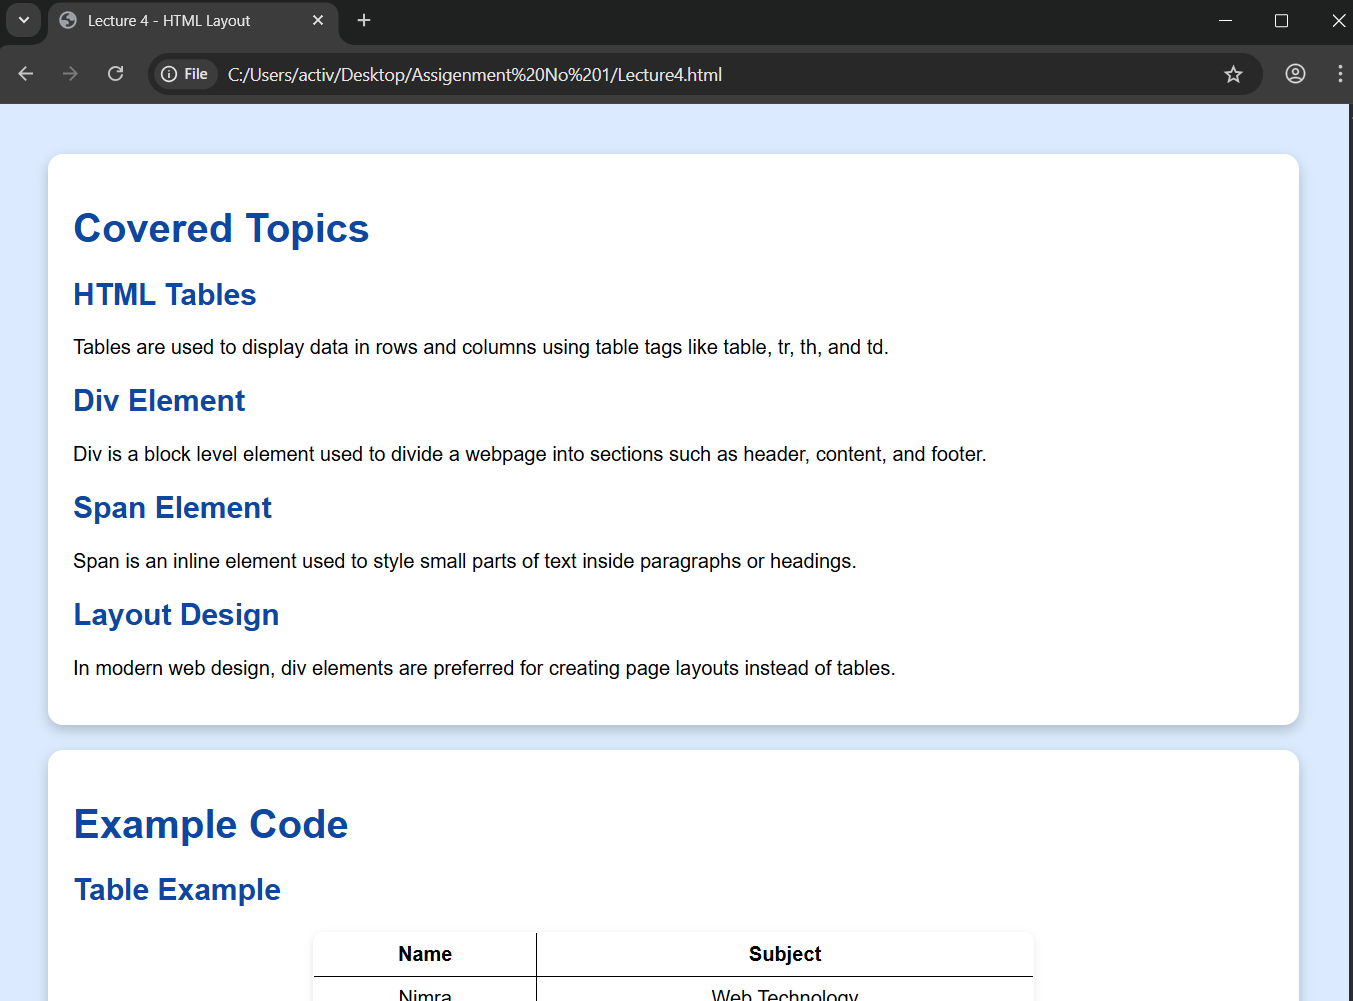 Lecture 4 - HTML Layout
File
C:/Users/activ/Desktop/Assigenment%20No%201/Lecture4.html
Covered Topics
HTML Tables
Tables are used to display data in rows and columns using table tags like table, tr, th, and td.
Div Element
Div is a block level element used to divide a webpage into sections such as header, content, and footer.
Span Element
Span is an inline element used to style small parts of text inside paragraphs or headings.
Layout Design
In modern web design, div elements are preferred for creating page layouts instead of tables.
Example Code
Table Example
Name Subject
Nimra Web Technology